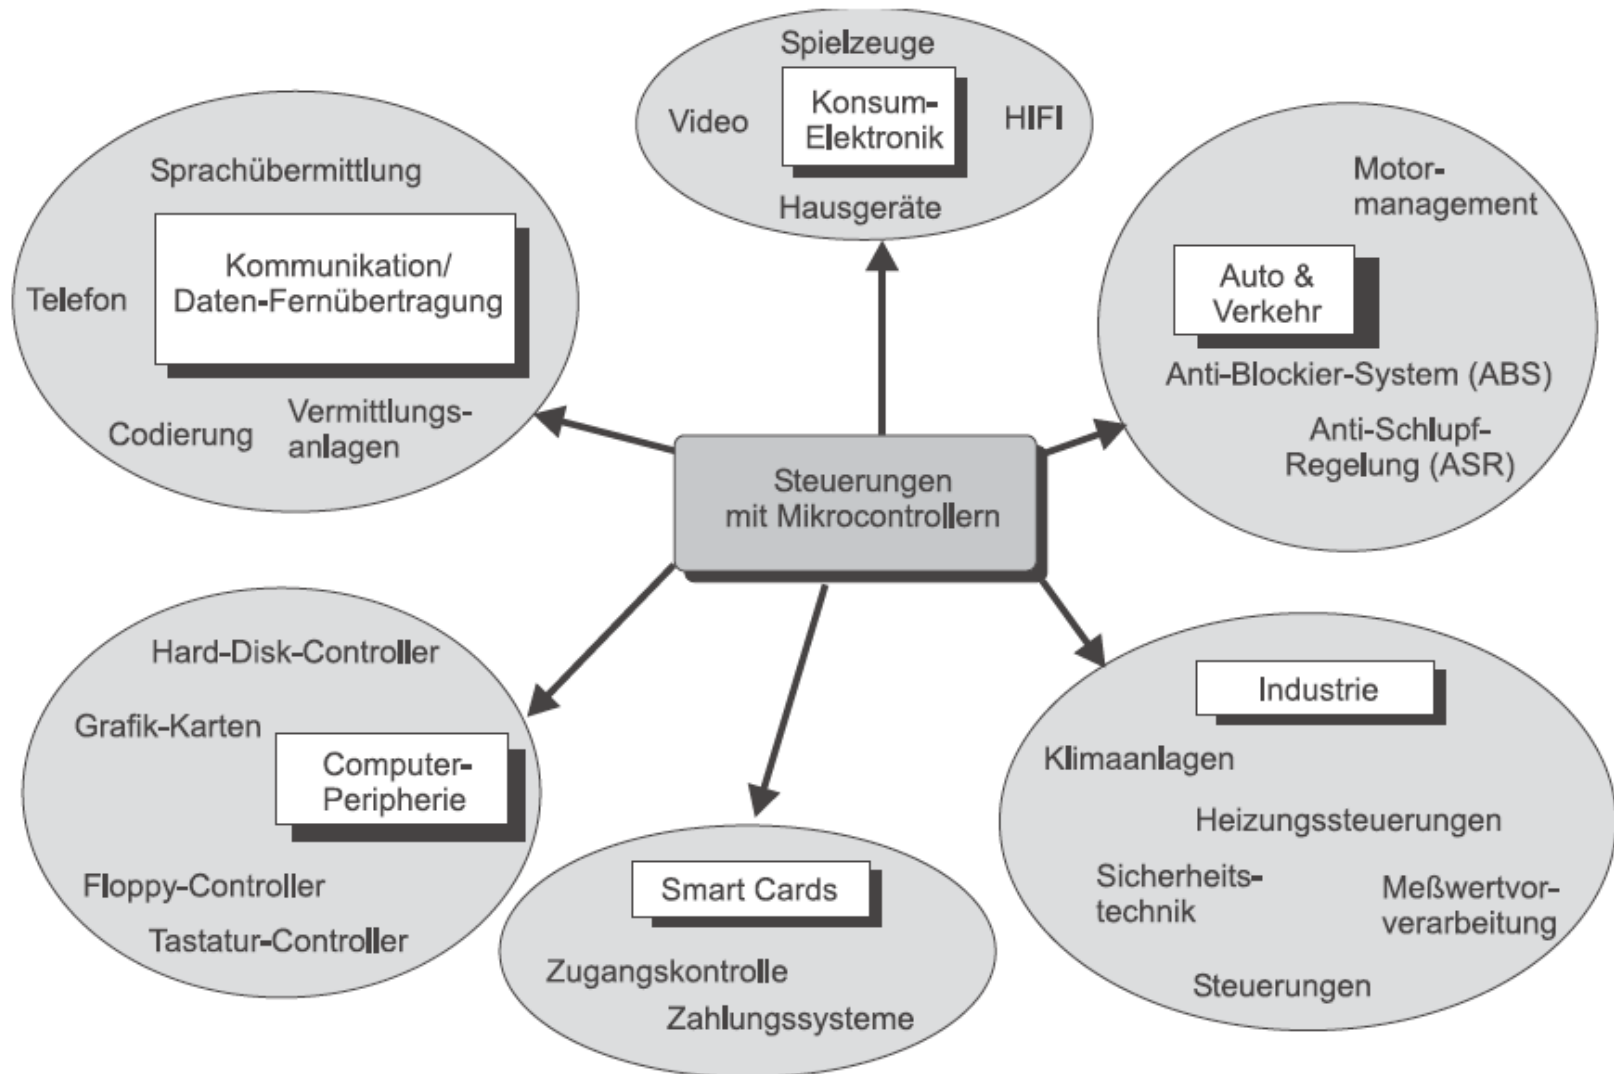 Spielzeuge
Video
Konsum-
Elektronik
HIFI
Hausgeräte
Sprachübermittlung
Kommunikation/
Daten-Fernübertragung
Telefon
Codierung
Vermittlungs-
anlagen
Motor-
management
Auto &
Verkehr
Anti-Blockier-System (ABS)
Anti-Schlupf-
Regelung (ASR)
Steuerungen
mit Mikrocontrollern
Hard-Disk-Controller
Grafik-Karten
Computer-
Peripherie
Floppy-Controller
Tastatur-Controller
Smart Cards
Zugangskontrolle
Zahlungssysteme
Industrie
Klimaanlagen
Heizungssteuerungen
Sicherheits-
technik
Meßwertvor-
verarbeitung
Steuerungen